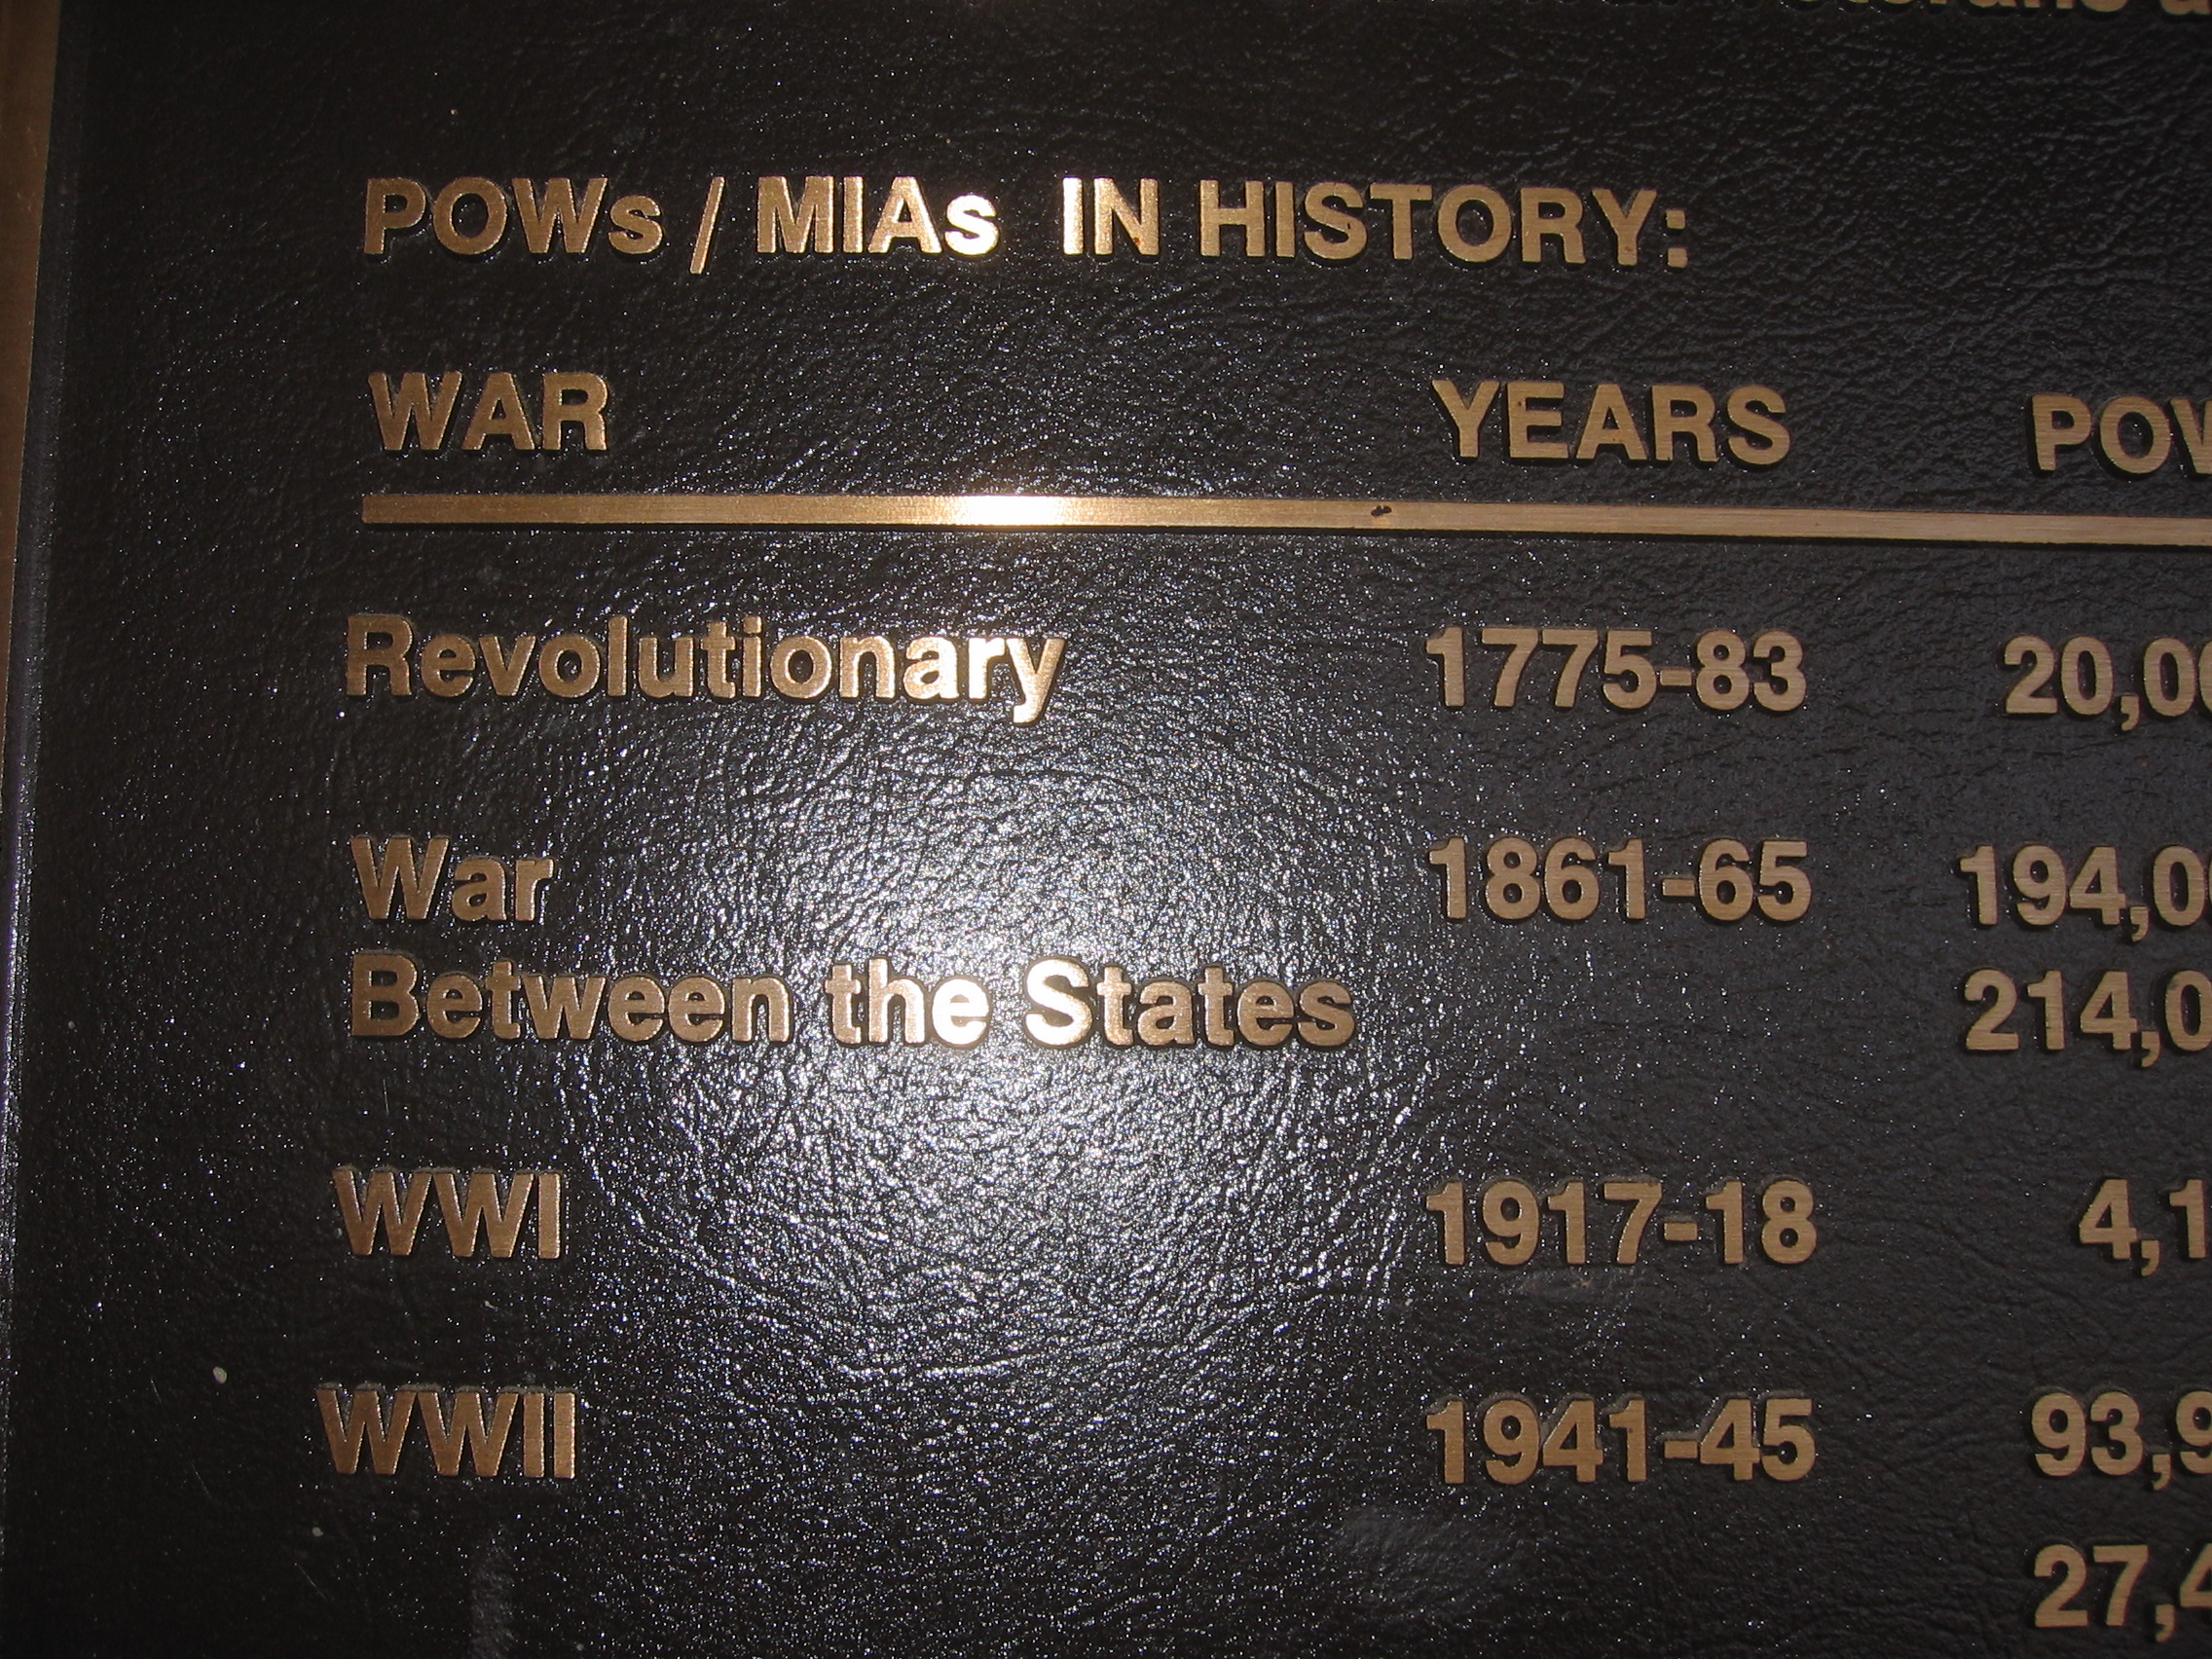 POWs / MIAs IN HISTORY:
WAR YEARS
Revolutionary 1775-83
War 1861-65
Between the States
WWI 1917-18
WWII 1941-45